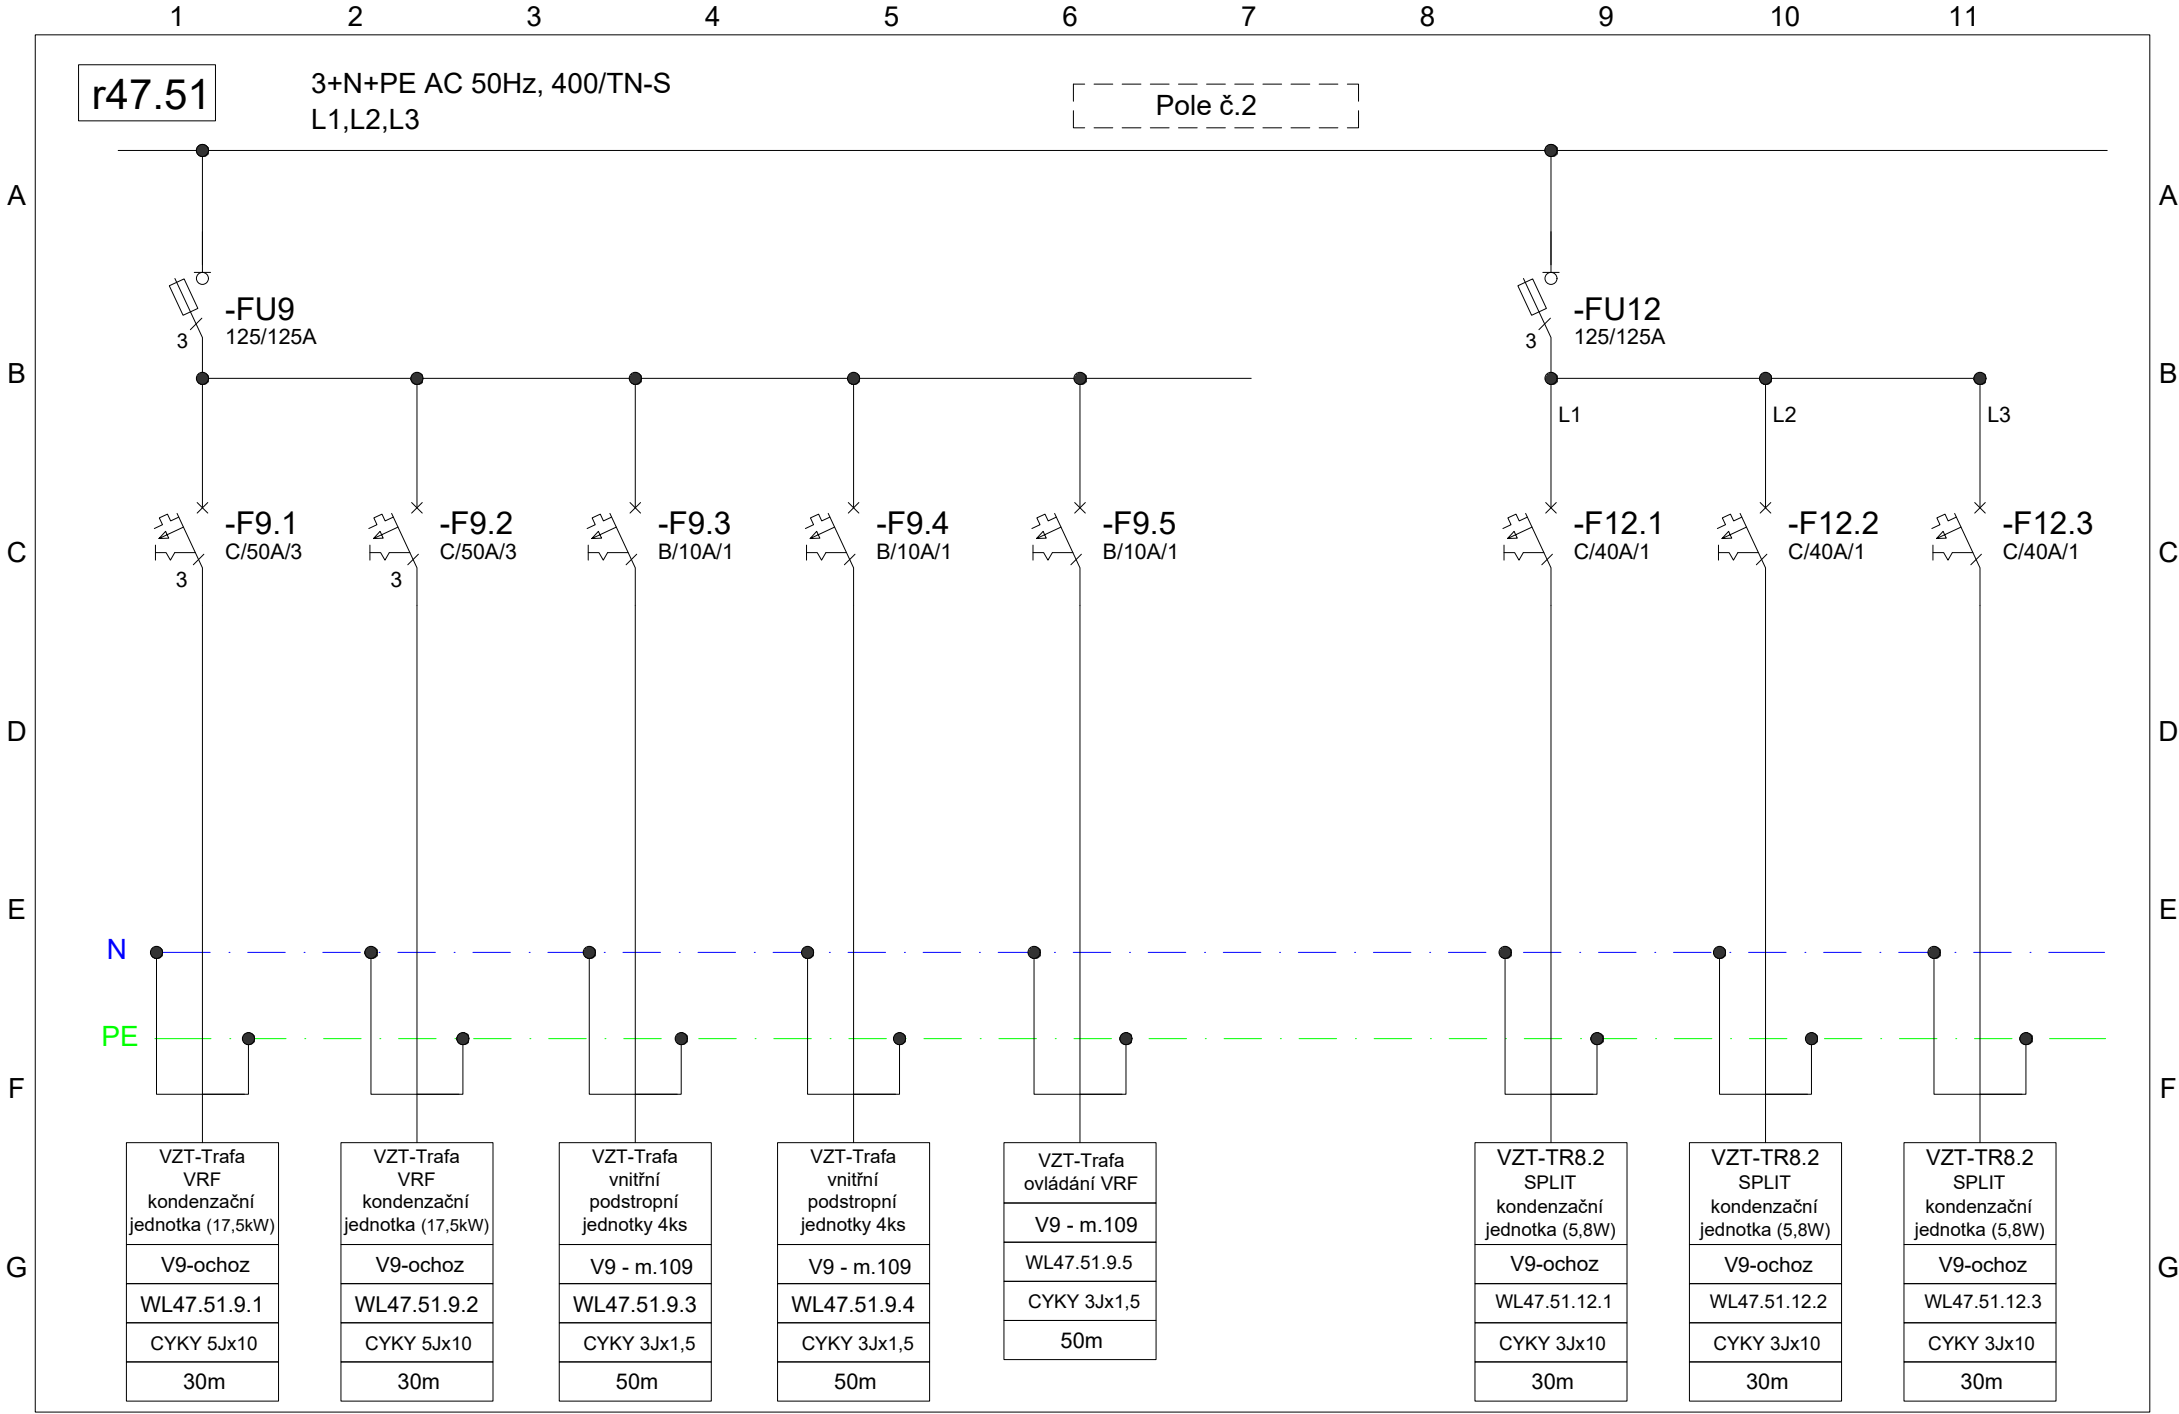 1 2 3 4 5 6 7 8 9 10 11
r47.51
3+N+PE AC 50Hz, 400/TN-S
L1,L2,L3
Pole č.2
A A
-FU9
125/125A
3
-FU12
125/125A
3
B B
L1 L2 L3
-F9.1
C/50A/3
3
-F9.2
C/50A/3
3
-F9.3
B/10A/1
-F9.4
B/10A/1
-F9.5
B/10A/1
-F12.1
C/40A/1
-F12.2
C/40A/1
-F12.3
C/40A/1
C C
D D
E E
N
PE
F F
VZT-Trafa
VRF
kondenzační
jednotka (17,5kW)
V9-ochoz
WL47.51.9.1
CYKY 5Jx10
30m
VZT-Trafa
VRF
kondenzační
jednotka (17,5kW)
V9-ochoz
WL47.51.9.2
CYKY 5Jx10
30m
VZT-Trafa
vnitřní
podstropní
jednotky 4ks
V9 - m.109
WL47.51.9.3
CYKY 3Jx1,5
50m
VZT-Trafa
vnitřní
podstropní
jednotky 4ks
V9 - m.109
WL47.51.9.4
CYKY 3Jx1,5
50m
VZT-Trafa
ovládání VRF
V9 - m.109
WL47.51.9.5
CYKY 3Jx1,5
50m
VZT-TR8.2
SPLIT
kondenzační
jednotka (5,8W)
V9-ochoz
WL47.51.12.1
CYKY 3Jx10
30m
VZT-TR8.2
SPLIT
kondenzační
jednotka (5,8W)
V9-ochoz
WL47.51.12.2
CYKY 3Jx10
30m
VZT-TR8.2
SPLIT
kondenzační
jednotka (5,8W)
V9-ochoz
WL47.51.12.3
CYKY 3Jx10
30m
G G